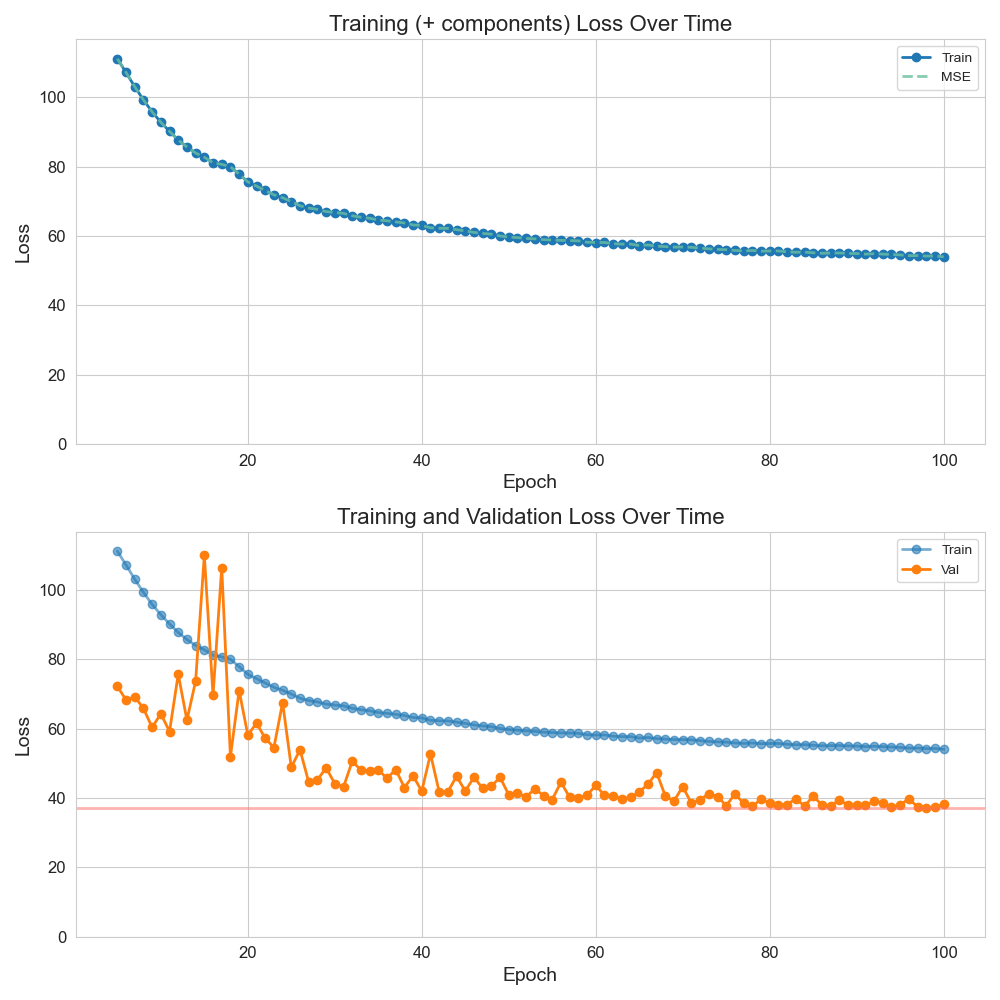 Training (+ components) Loss Over Time
Train
MSE
Loss
100
80
60
40
20
0
20 40 60 80 100
Epoch
Training and Validation Loss Over Time
Train
Val
Loss
100
80
60
40
20
0
20 40 60 80 100
Epoch